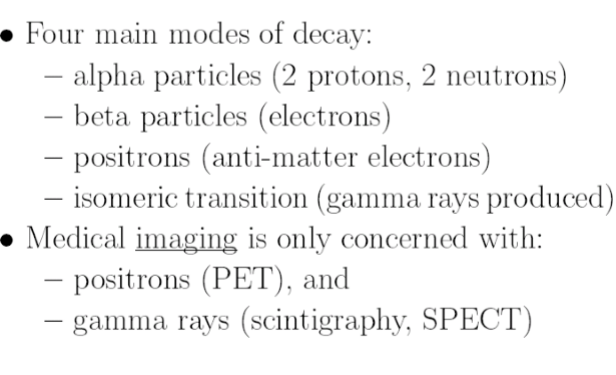 • Four main modes of decay:
– alpha particles (2 protons, 2 neutrons)
– beta particles (electrons)
– positrons (anti-matter electrons)
– isomeric transition (gamma rays produced)
• Medical imaging is only concerned with:
– positrons (PET), and
– gamma rays (scintigraphy, SPECT)